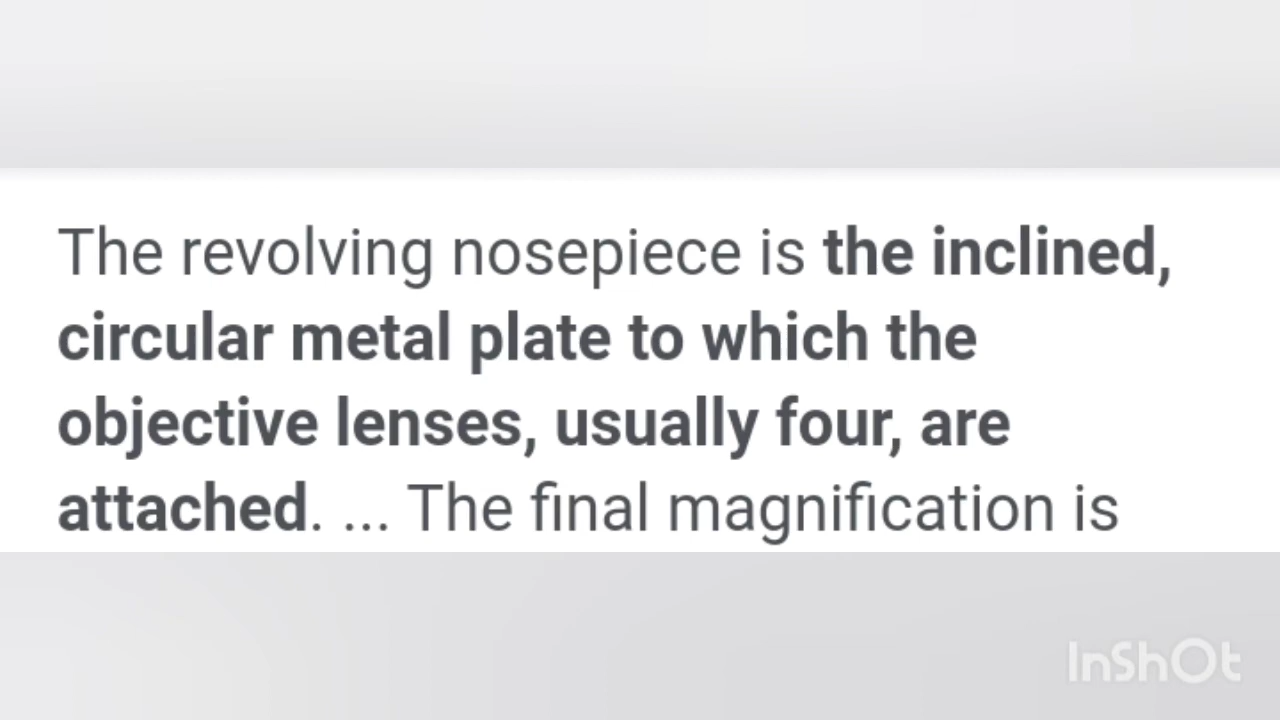 The revolving nosepiece is the inclined,
circular metal plate to which the
objective lenses, usually four, are
attached. ... The final magnification is
InShOt